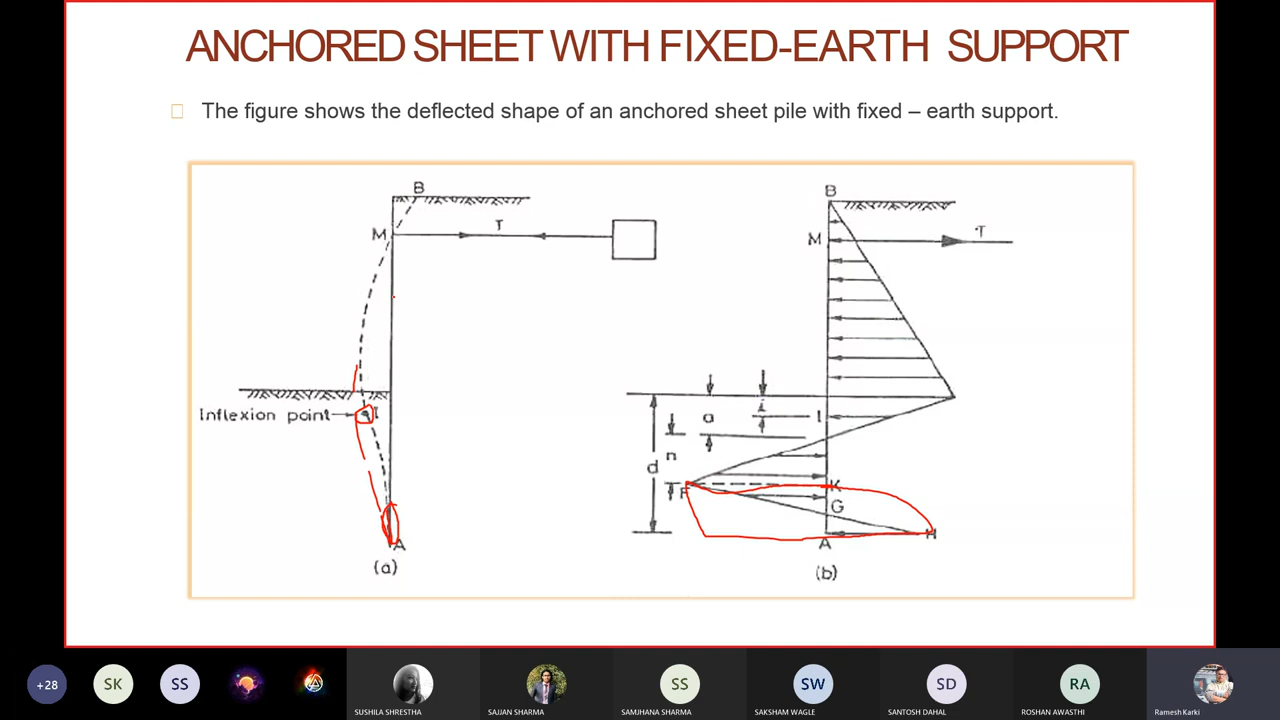 ANCHORED SHEET WITH FIXED-EARTH SUPPORT
The figure shows the deflected shape of an anchored sheet pile with fixed – earth support.
B
M
T
Inflexion point
I
A
(a)
B
M
T
i
I
a
n
d
F
K
G
A
H
(b)
+28
SK
SS
SS
SW
SD
RA
SUSHILA SHRESTHA
SAJJAN SHARMA
SAMJHANA SHARMA
SAKSHAM WAGLE
SANTOSH DAHAL
ROSHAN AWASTHI
Ramesh Karki